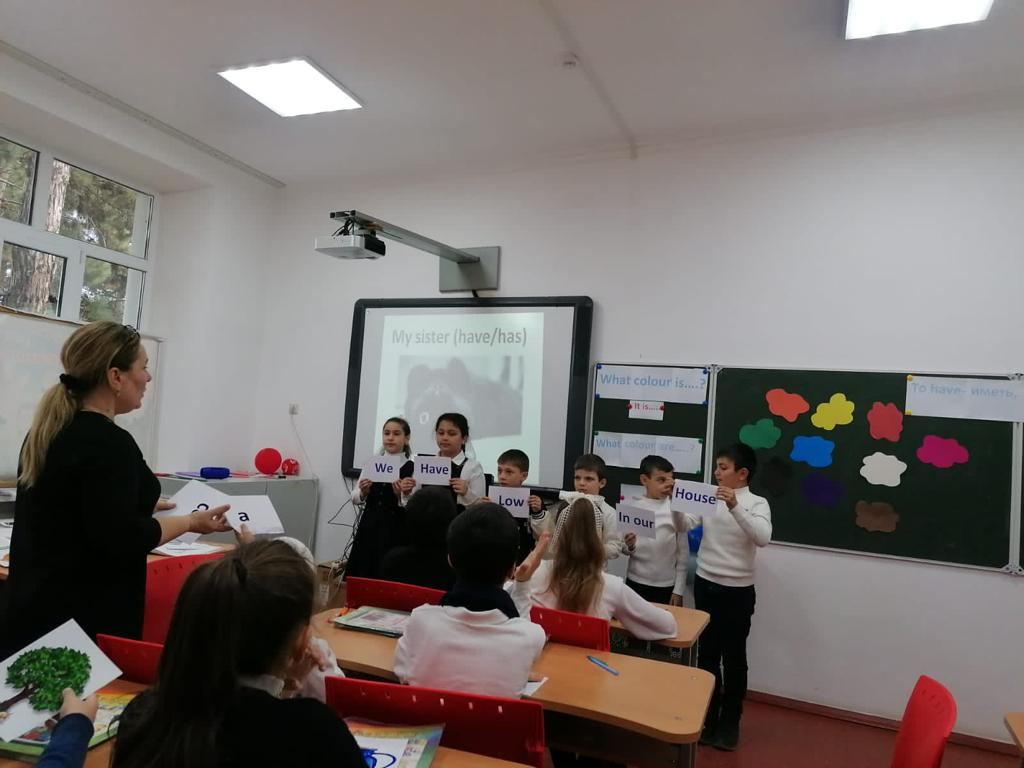 My sister (have/has)
What colour is....?
It is....
What colour are.....?
To have- иметь.
We
Have
Low
In our
House
a